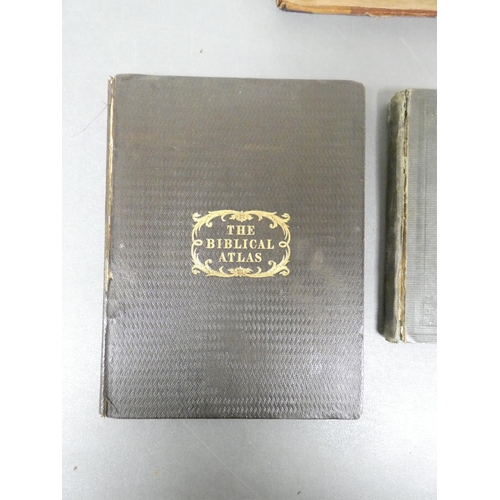 THE
BIBLICAL
ATLAS